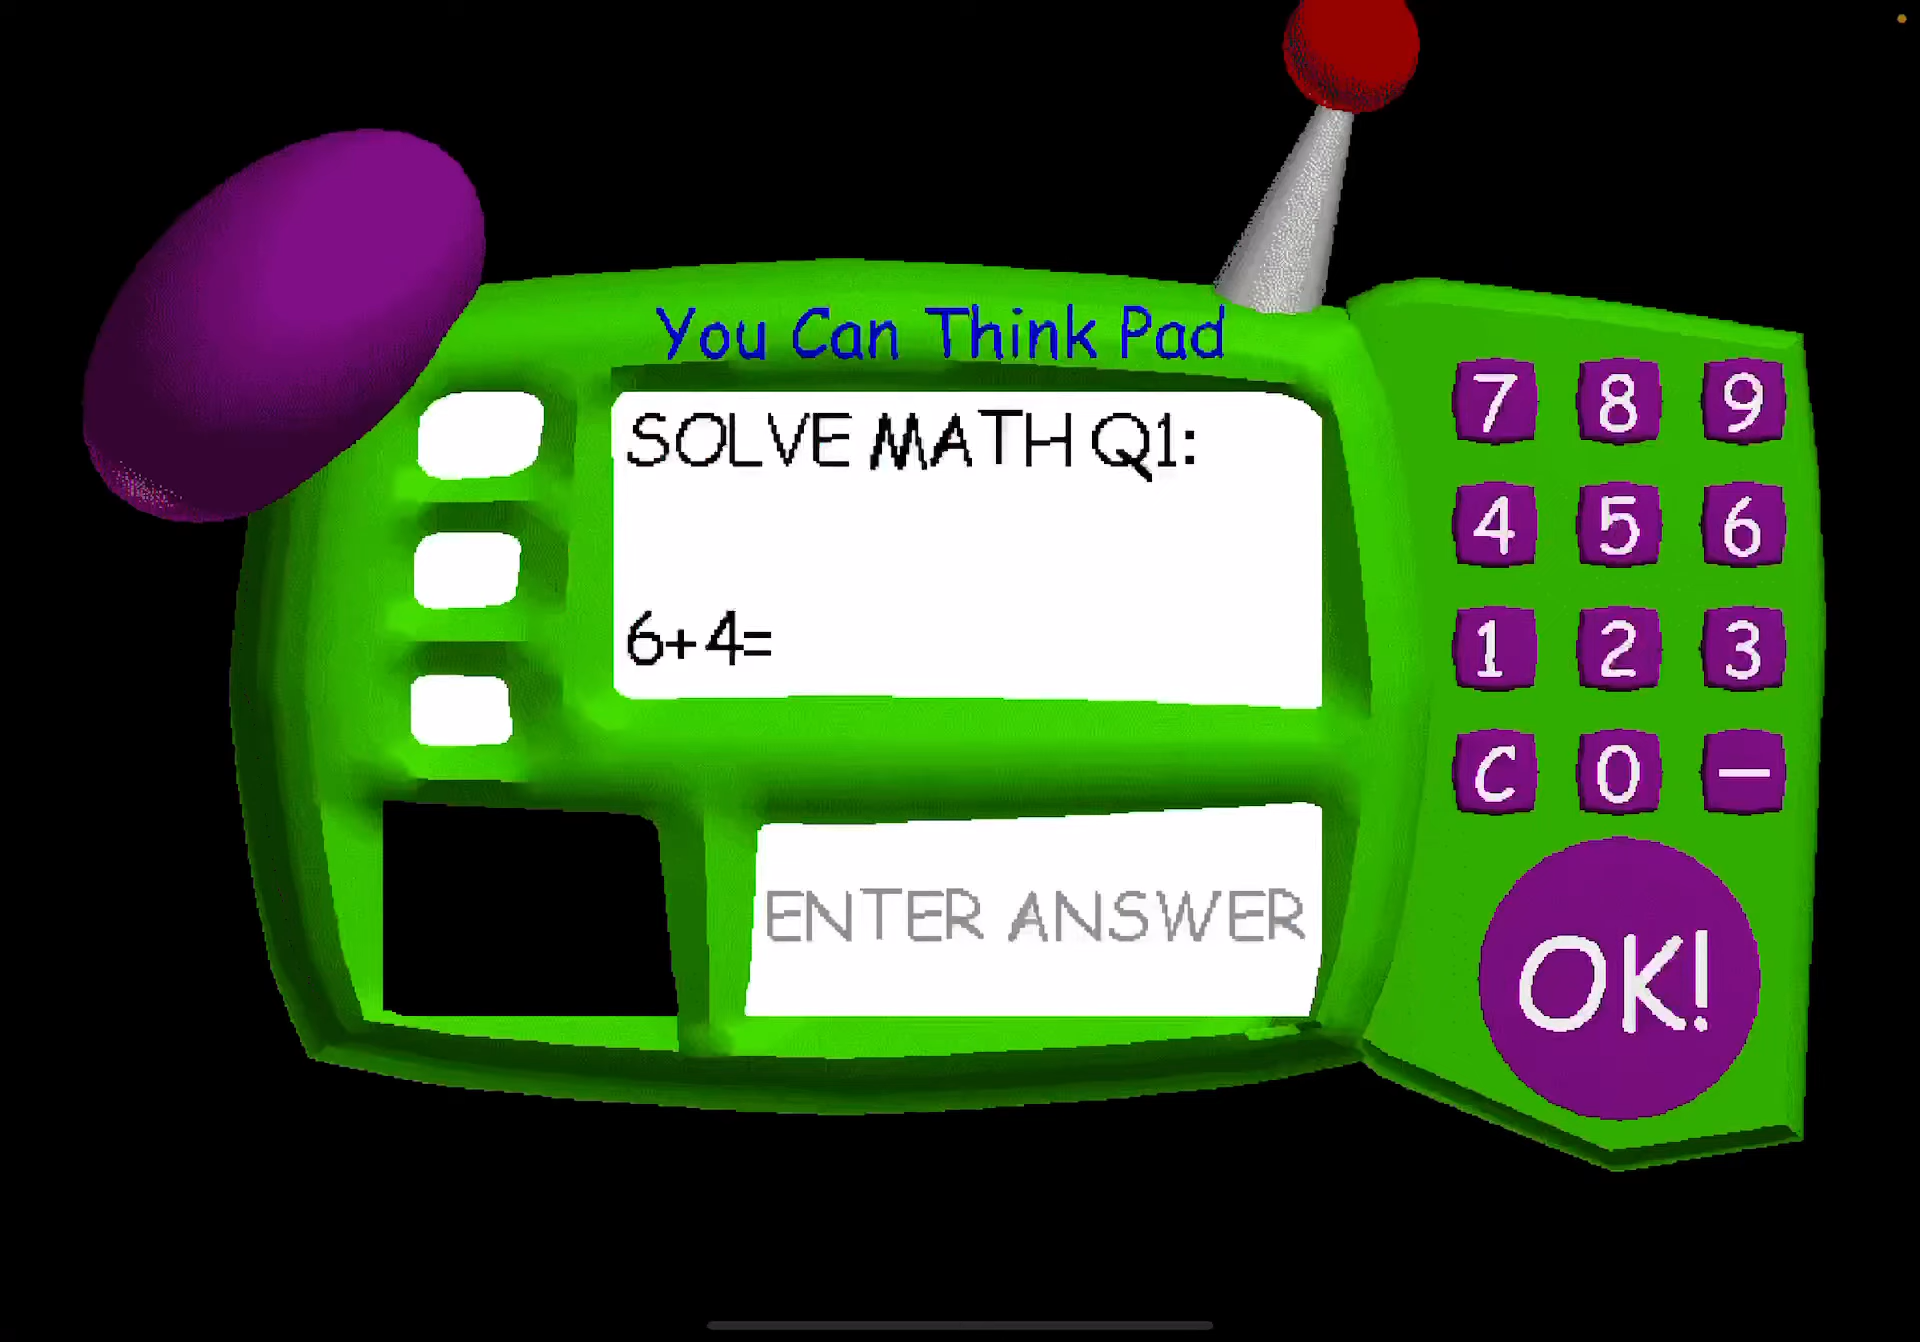 You Can Think Pad
SOLVE MATH Q1:
6+4=
ENTER ANSWER
7 8 9
4 5 6
1 2 3
C 0 –
OK!